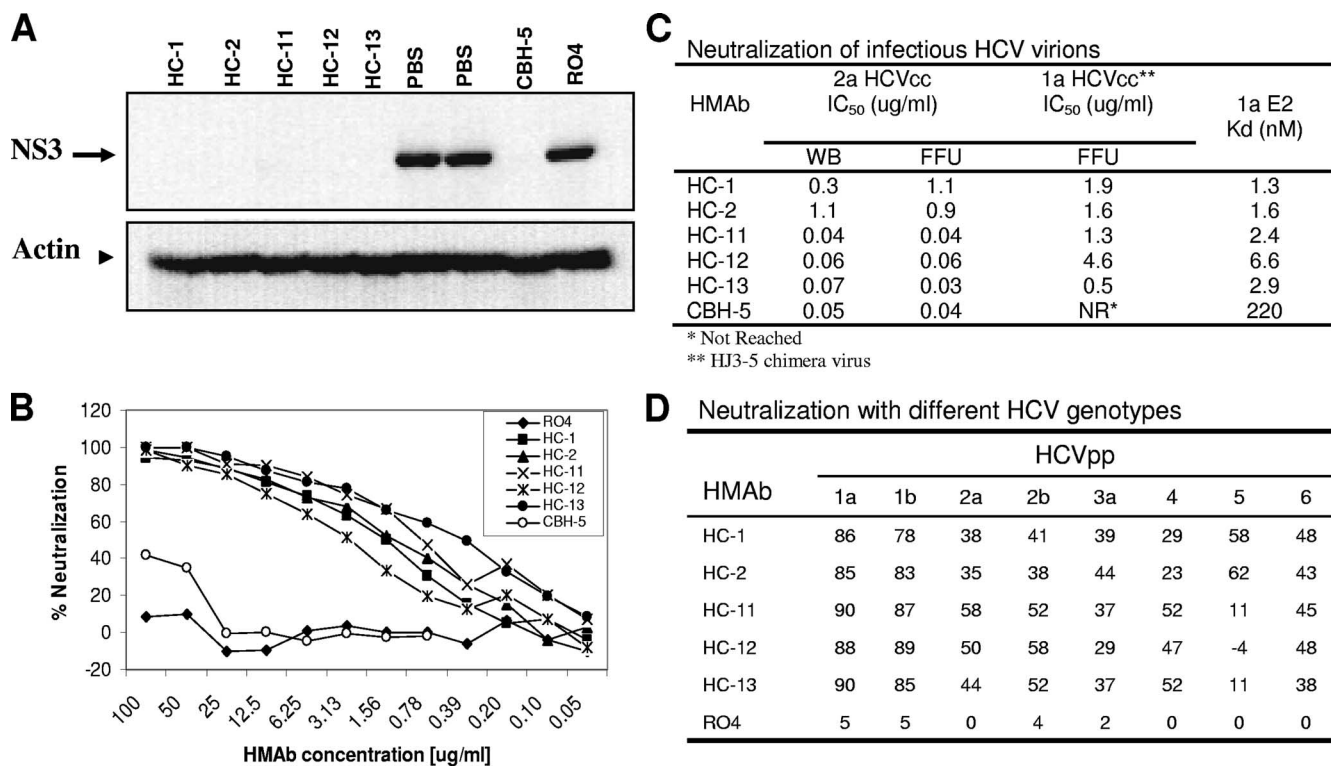 A
HC-1 HC-2 HC-11 HC-12 HC-13 PBS PBS CBH-5 RO4
NS3
Actin
B
% Neutralization
120
100
80
60
40
20
0
-20
RO4
HC-1
HC-2
HC-11
HC-12
HC-13
CBH-5
100 50 25 12.5 6.25 3.13 1.56 0.78 0.39 0.20 0.10 0.05
HMAb concentration [ug/ml]
C
Neutralization of infectious HCV virions
HMAb 2a HCVcc IC50 (ug/ml) 1a HCVcc** IC50 (ug/ml) 1a E2 Kd (nM)
WB FFU FFU
HC-1 0.3 1.1 1.9 1.3
HC-2 1.1 0.9 1.6 1.6
HC-11 0.04 0.04 1.3 2.4
HC-12 0.06 0.06 4.6 6.6
HC-13 0.07 0.03 0.5 2.9
CBH-5 0.05 0.04 NR* 220
* Not Reached
** HJ3-5 chimera virus
D
Neutralization with different HCV genotypes
HCVpp
HMAb 1a 1b 2a 2b 3a 4 5 6
HC-1 86 78 38 41 39 29 58 48
HC-2 85 83 35 38 44 23 62 43
HC-11 90 87 58 52 37 52 11 45
HC-12 88 89 50 58 29 47 -4 48
HC-13 90 85 44 52 37 52 11 38
RO4 5 5 0 4 2 0 0 0